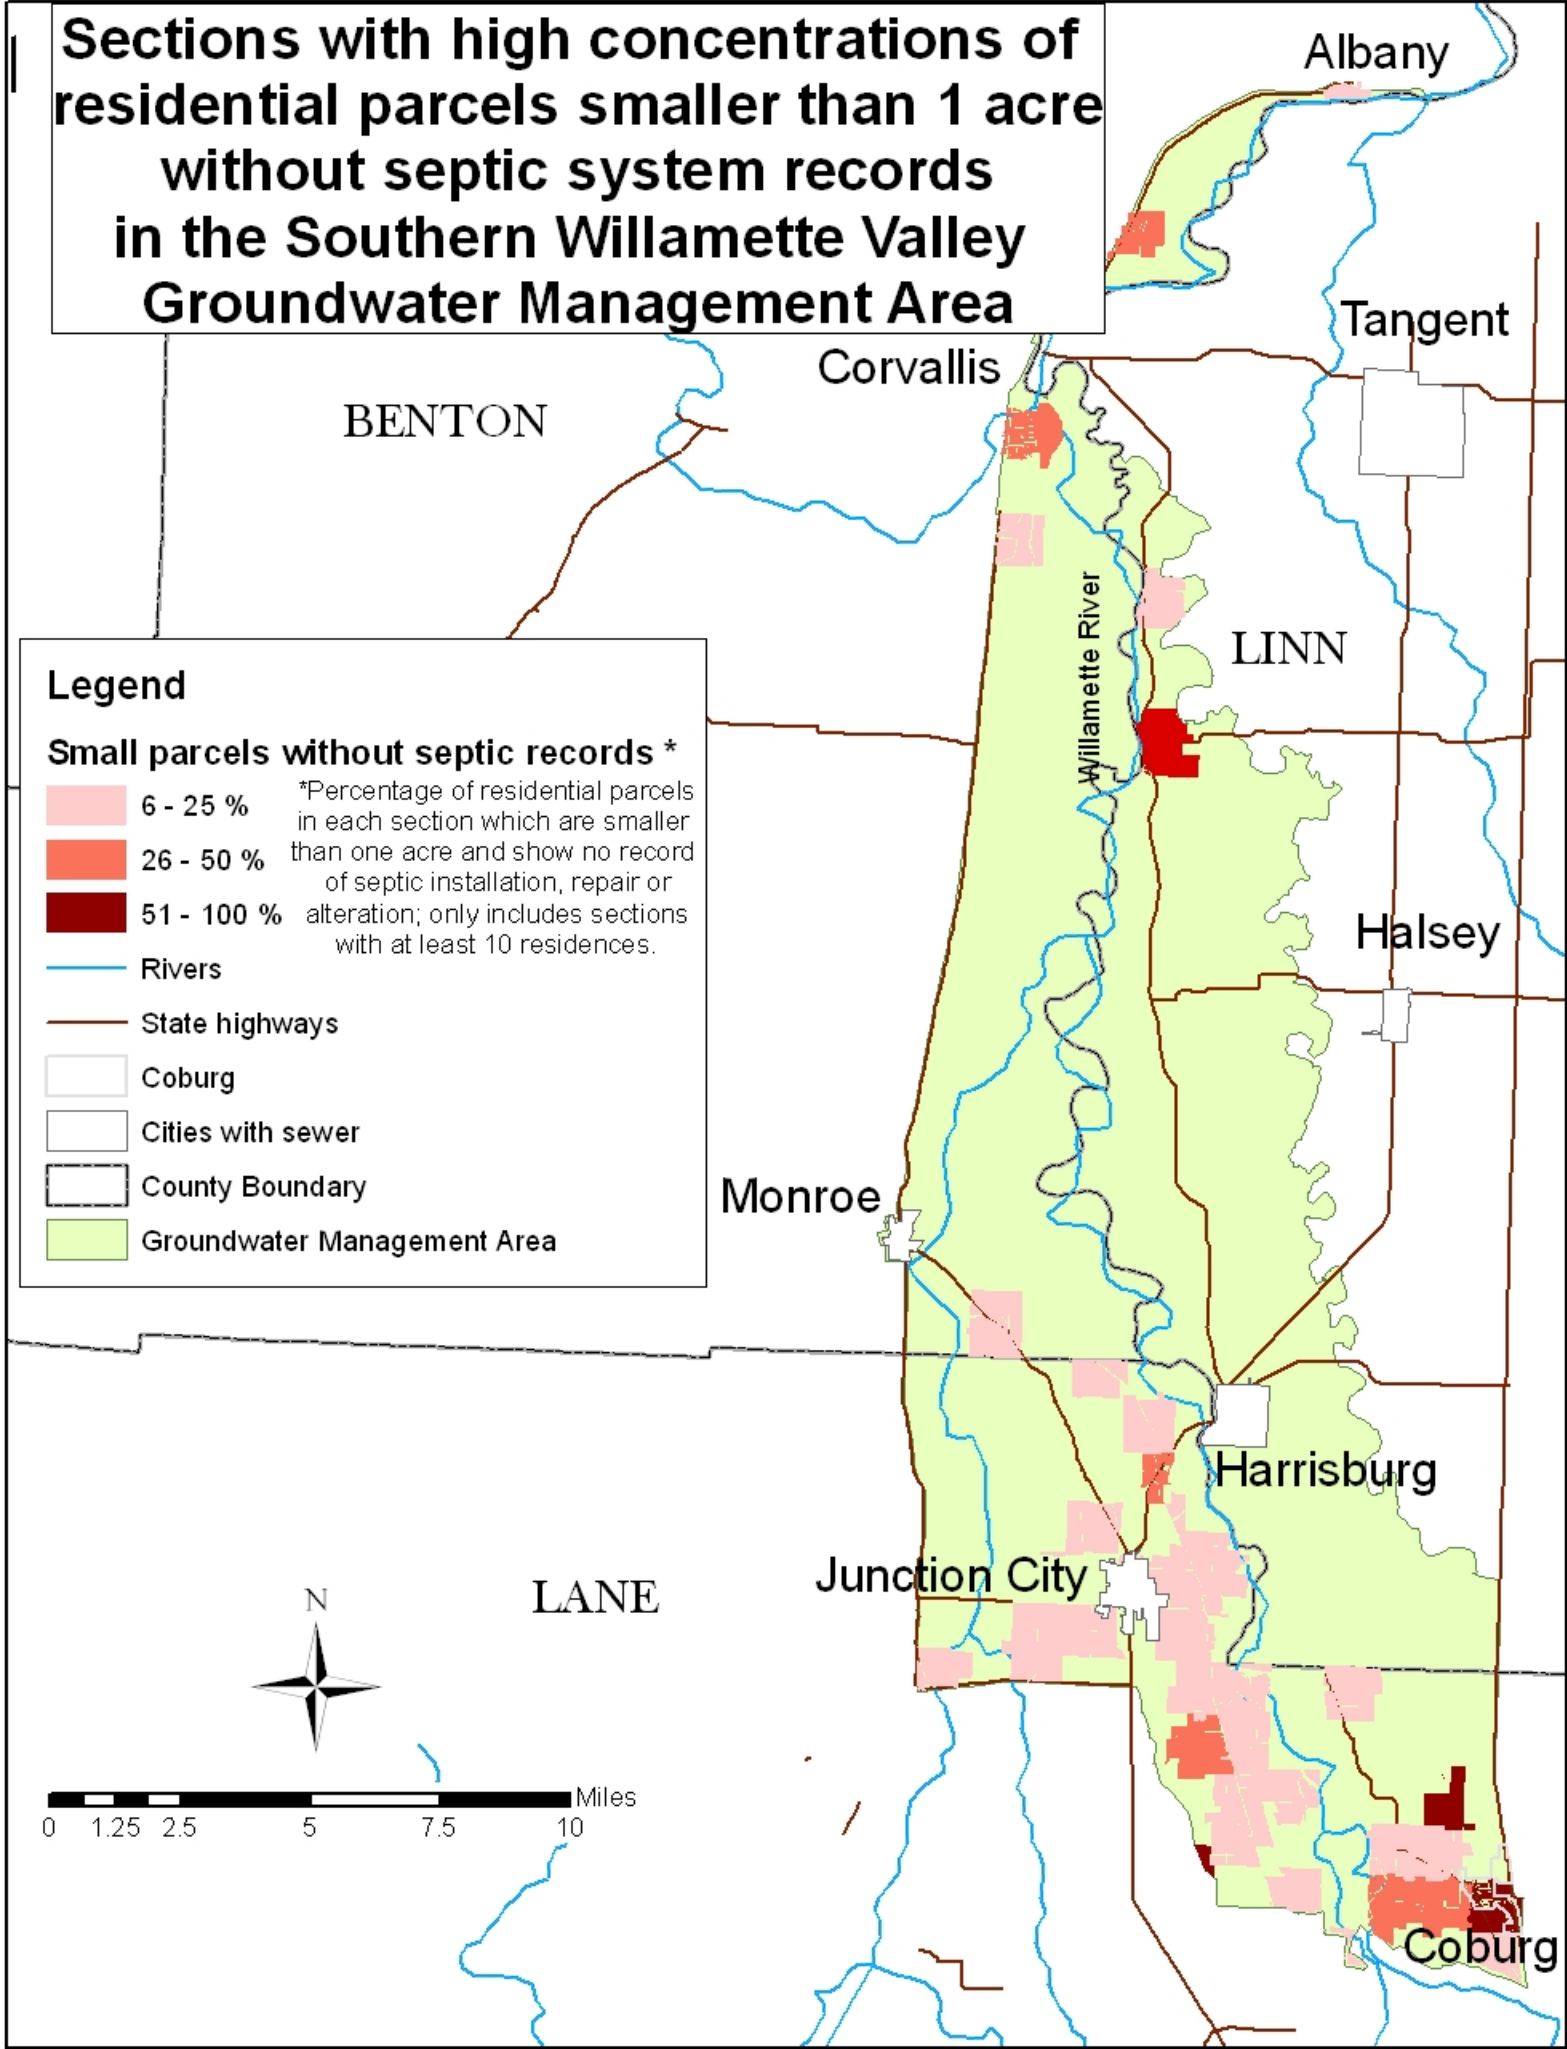 Sections with high concentrations of
residential parcels smaller than 1 acre
without septic system records
in the Southern Willamette Valley
Groundwater Management Area
Albany
Tangent
Corvallis
BENTON
Willamette River
LINN
Legend
Small parcels without septic records *
6 - 25 %
26 - 50 %
51 - 100 %
*Percentage of residential parcels
in each section which are smaller
than one acre and show no record
of septic installation, repair or
alteration; only includes sections
with at least 10 residences.
Rivers
State highways
Coburg
Cities with sewer
County Boundary
Groundwater Management Area
Halsey
Monroe
Harrisburg
Junction City
LANE
N
Miles
0 1.25 2.5 5 7.5 10
Coburg